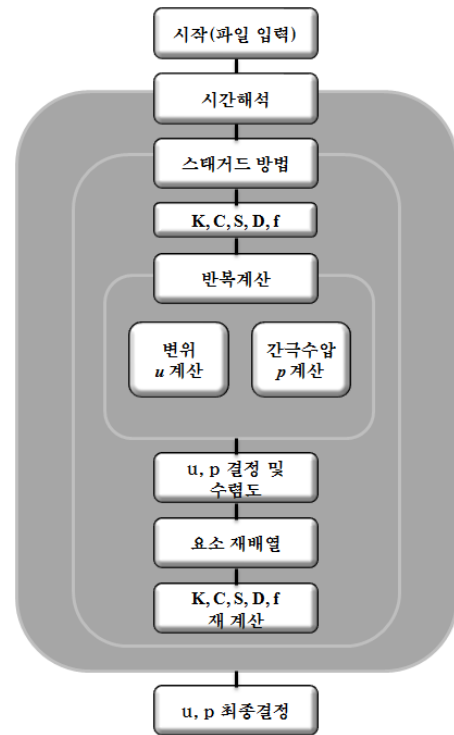 시작(파일 입력)
시간해석
스태거드 방법
K, C, S, D, f
반복계산
변위
u 계산
간극수압
p 계산
u, p 결정 및
수렴도
요소 재배열
K, C, S, D, f
재 계산
u, p 최종결정